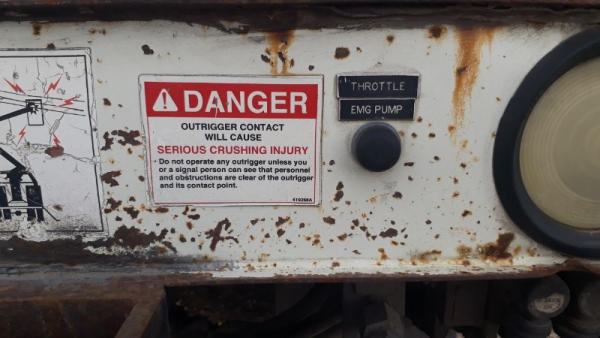 DANGER
OUTRIGGER CONTACT
WILL CAUSE
SERIOUS CRUSHING INJURY
Do not operate any outrigger unless you
or a signal person can see that personnel
and obstructions are clear of the outrigger
and its contact point.
THROTTLE
EMG PUMP